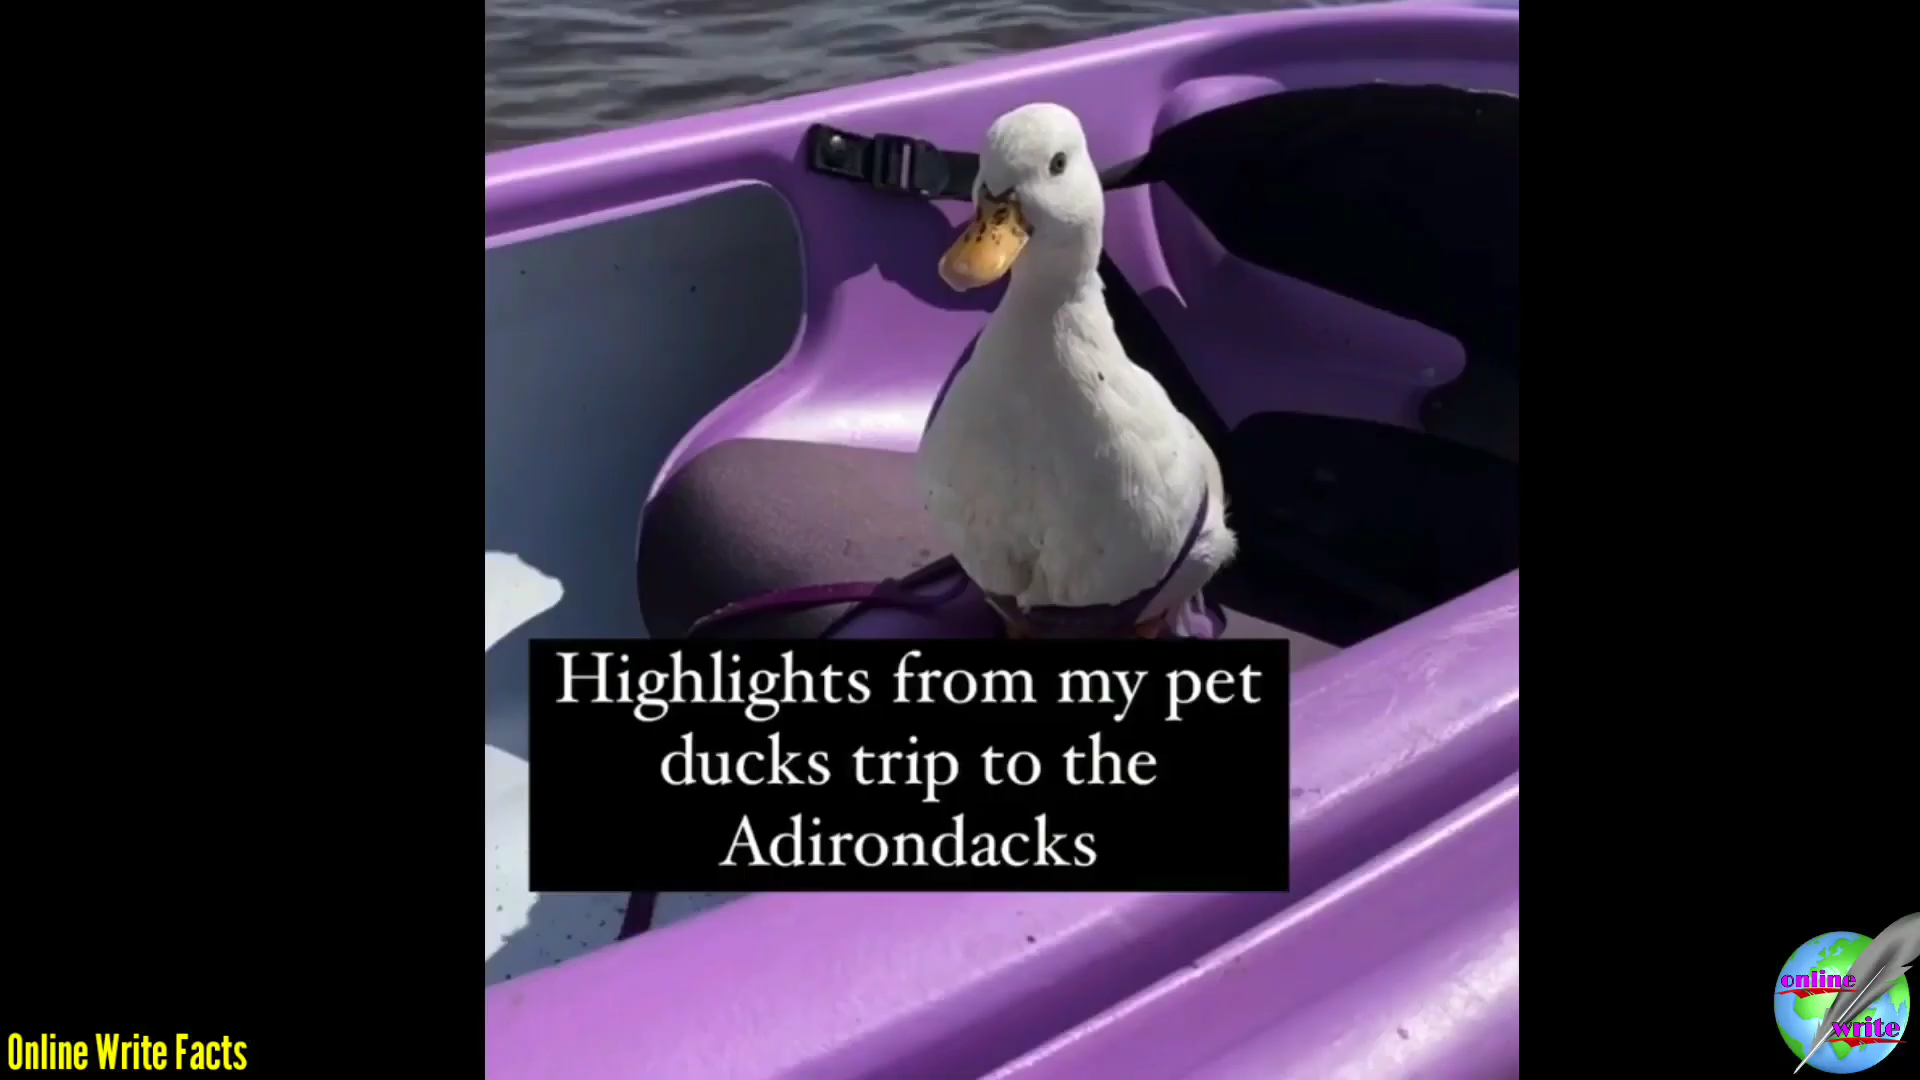 Highlights from my pet
ducks trip to the
Adirondacks
online
write
Online Write Facts